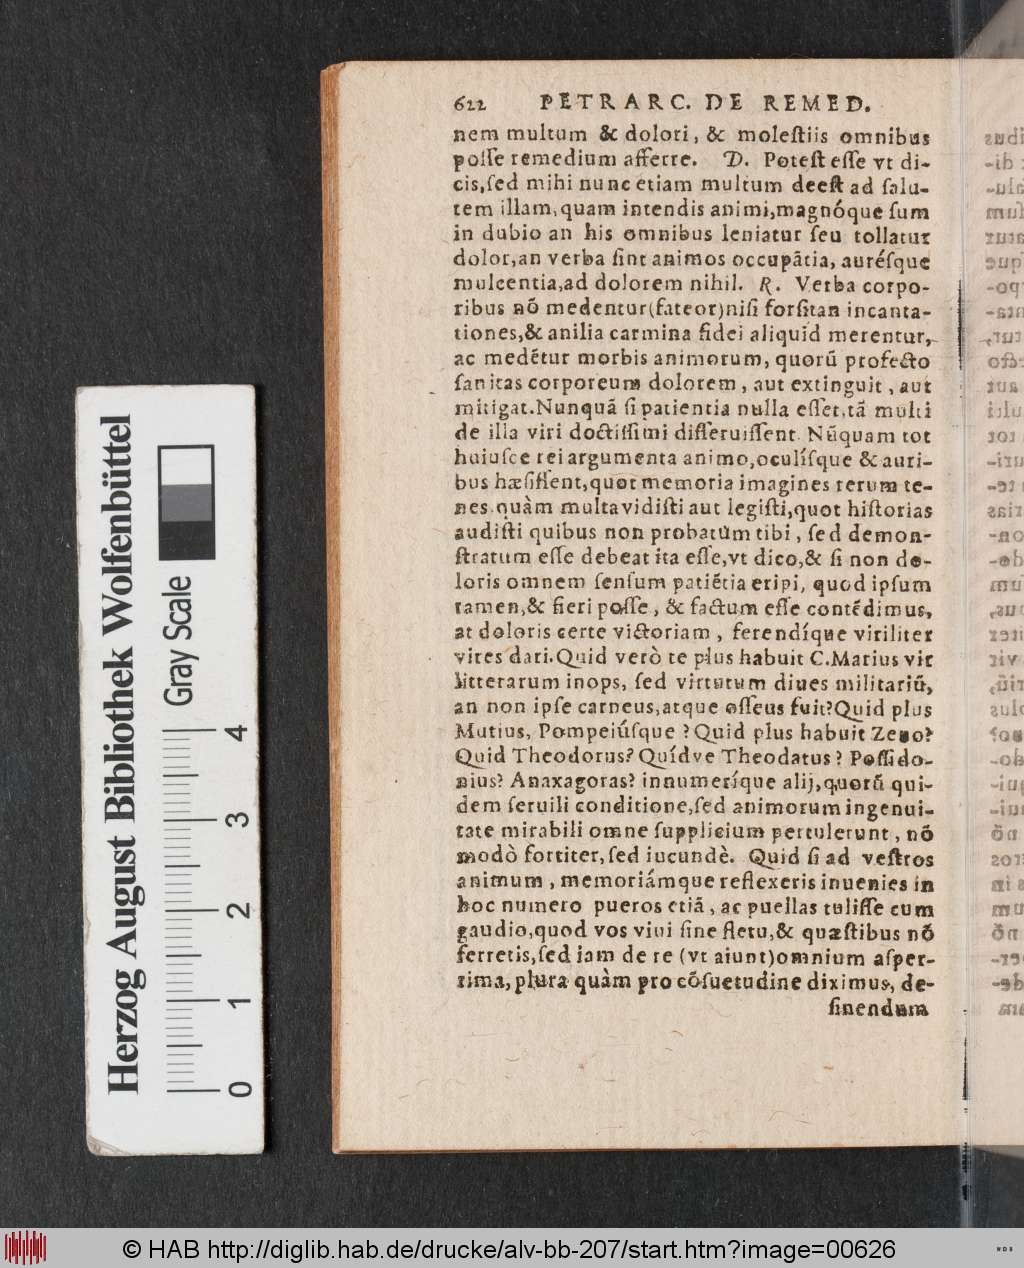 622 PETRARC. DE REMED.
nem multum & dolori, & moleſtiis omnibus
poſſe remedium afferre. D. Poteſt eſſe vt di-
cis, ſed mihi nunc etiam multum deeſt ad ſalu-
tem illam, quam intendis animi, magnóque ſum
in dubio an his omnibus leniatur ſeu tollatur
dolor, an verba ſint animos occupãtia, auréſque
mulcentia, ad dolorem nihil. R. Verba corpo-
ribus nõ medentur (fateor) niſi forſitan incanta-
tiones, & anilia carmina fidei aliquid merentur,
ac medẽtur morbis animorum, quorũ profecto
ſanitas corporeum dolorem, aut extinguit, aut
mitigat. Nunquã ſi patientia nulla eſſet, tã multi
de illa viri doctiſſimi diſſeruiſſent. Nũquam tot
huiuſce rei argumenta animo, oculíſque & auri-
bus hæſiſſent, quot memoria imagines rerum te-
nes quàm multa vidiſti aut legiſti, quot hiſtorias
audiſti quibus non probatum tibi, ſed demon-
ſtratum eſſe debeat ita eſſe, vt dico, & ſi non do-
loris omnem ſenſum patiẽtia eripi, quod ipſum
tamen, & fieri poſſe, & factum eſſe contẽdimus,
at doloris certe victoriam, ferendíque viriliter
vires dari. Quid verò te plus habuit C. Marius vir
litterarum inops, ſed virtutum diues militariũ,
an non ipſe carneus, atque oſſeus fuit? Quid plus
Mutius, Pompeiúſque? Quid plus habuit Zeno?
Quid Theodorus? Quídve Theodatus? Poſſido-
nius? Anaxagoras? innumeríque alij, quorũ qui-
dem ſeruili conditione, ſed animorum ingenui-
tate mirabili omne ſupplicium pertulerunt, nõ
modò fortiter, ſed iucundè. Quid ſi ad veſtros
animum, memoriámque reflexeris inuenies in
hoc numero pueros etiã, ac puellas tuliſſe cum
gaudio, quod vos viui ſine fletu, & quæſtibus nõ
ferretis, ſed iam de re (vt aiunt) omnium aſper-
rima, plura quàm pro cõſuetudine diximus, de-
ſinendum
Herzog August Bibliothek Wolfenbüttel
Gray Scale
0 1 2 3 4
© HAB http://diglib.hab.de/drucke/alv-bb-207/start.htm?image=00626